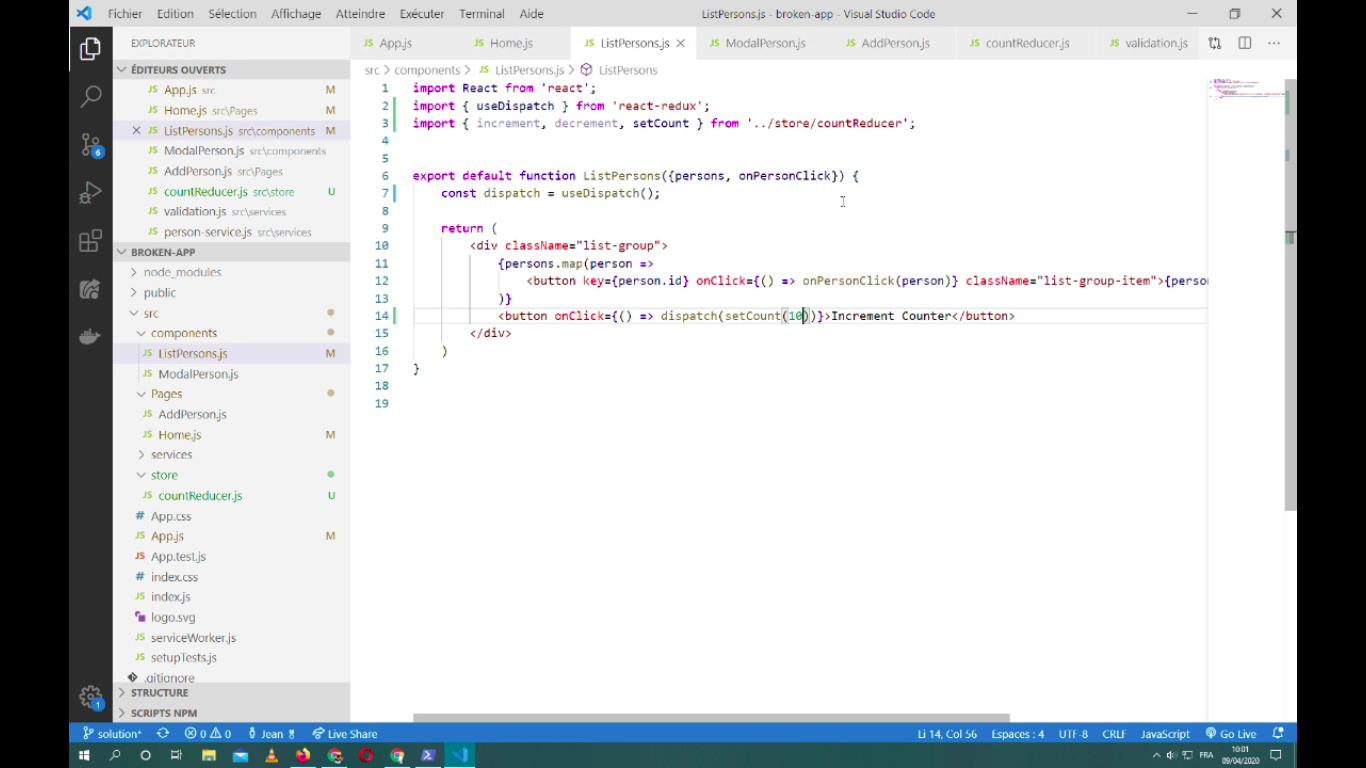 Fichier Edition Sélection Affichage Atteindre Exécuter Terminal Aide
ListPersons.js - broken-app - Visual Studio Code
EXPLORATEUR
ÉDITEURS OUVERTS
JS App.js src M
JS Home.js src\Pages M
JS ListPersons.js src\components M
JS ModalPerson.js src\components
JS AddPerson.js src\Pages
JS countReducer.js src\store U
JS validation.js src\services
JS person-service.js src\services
BROKEN-APP
node_modules
public
src
components
JS ListPersons.js M
JS ModalPerson.js
Pages
JS AddPerson.js
JS Home.js M
services
store
JS countReducer.js U
# App.css
JS App.js M
JS App.test.js
# index.css
JS index.js
logo.svg
JS serviceWorker.js
JS setupTests.js
.gitignore
STRUCTURE
SCRIPTS NPM
JS App.js JS Home.js JS ListPersons.js JS ModalPerson.js JS AddPerson.js JS countReducer.js JS validation.js
src > components > JS ListPersons.js > ListPersons
1 import React from 'react';
2 import { useDispatch } from 'react-redux';
3 import { increment, decrement, setCount } from '../store/countReducer';
4
5
6 export default function ListPersons({persons, onPersonClick}) {
7 const dispatch = useDispatch();
8
9 return (
10 <div className="list-group">
11 {persons.map(person =>
12 <button key={person.id} onClick={() => onPersonClick(person)} className="list-group-item">{perso
13 )}
14 <button onClick={() => dispatch(setCount(10))}>Increment Counter</button>
15 </div>
16 )
17 }
18
19
6
1
solution* 0 0 Jean Live Share
Li 14, Col 56 Espaces : 4 UTF-8 CRLF JavaScript Go Live
FRA
10:01
09/04/2020